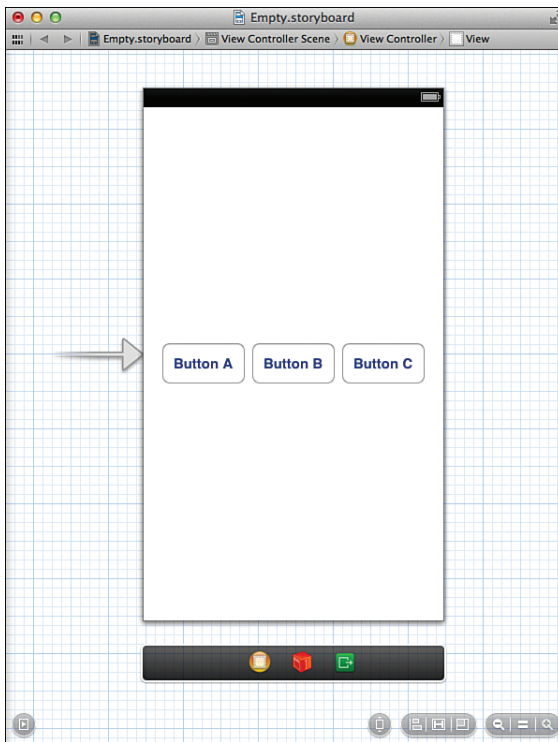 Empty.storyboard
Empty.storyboard View Controller Scene View Controller View
Button A Button B Button C